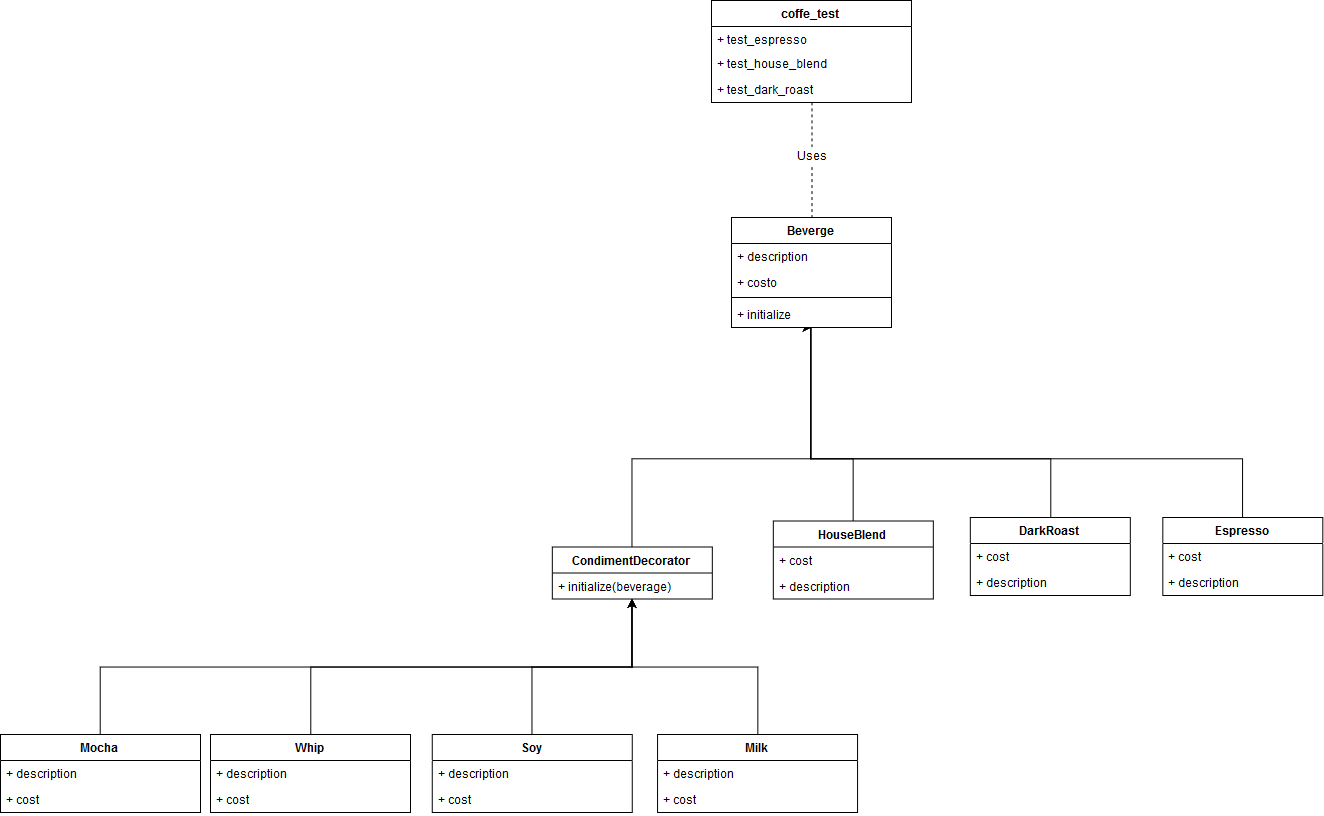 coffe_test
+ test_espresso
+ test_house_blend
+ test_dark_roast
Uses
Beverge
+ description
+ costo
+ initialize
CondimentDecorator
+ initialize(beverage)
HouseBlend
+ cost
+ description
DarkRoast
+ cost
+ description
Espresso
+ cost
+ description
Mocha
+ description
+ cost
Whip
+ description
+ cost
Soy
+ description
+ cost
Milk
+ description
+ cost